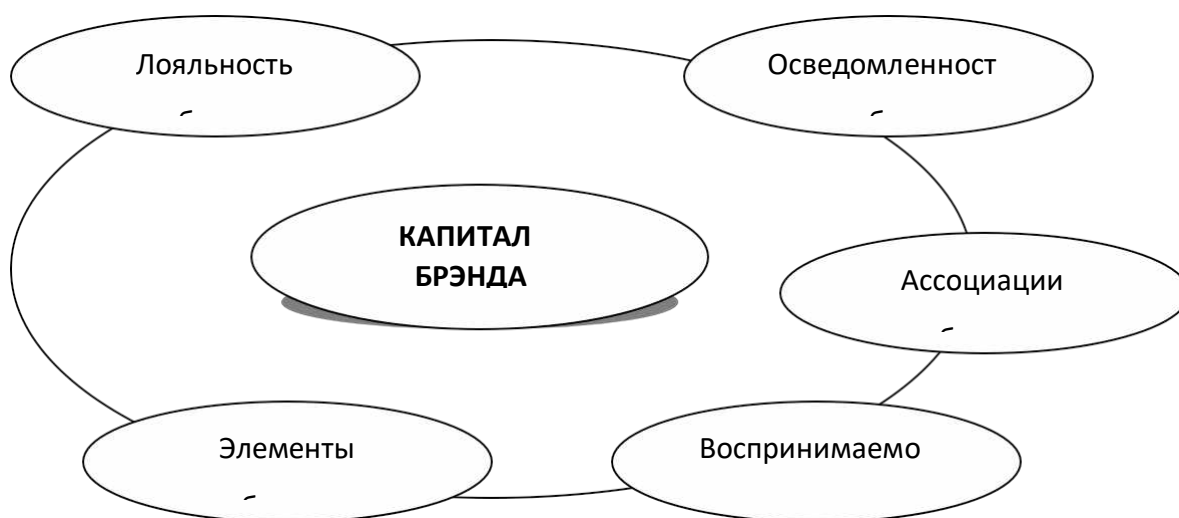 Лояльность
Осведомленност
КАПИТАЛ
БРЭНДА
Ассоциации
Элементы
Воспринимаемо